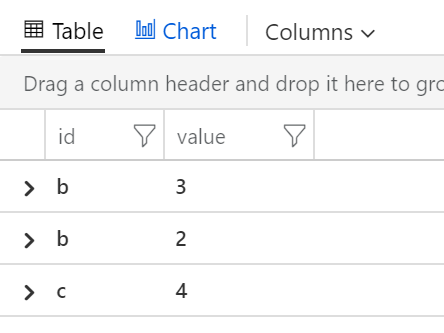 Table Chart Columns
Drag a column header and drop it here to gro
id value
b 3
b 2
c 4